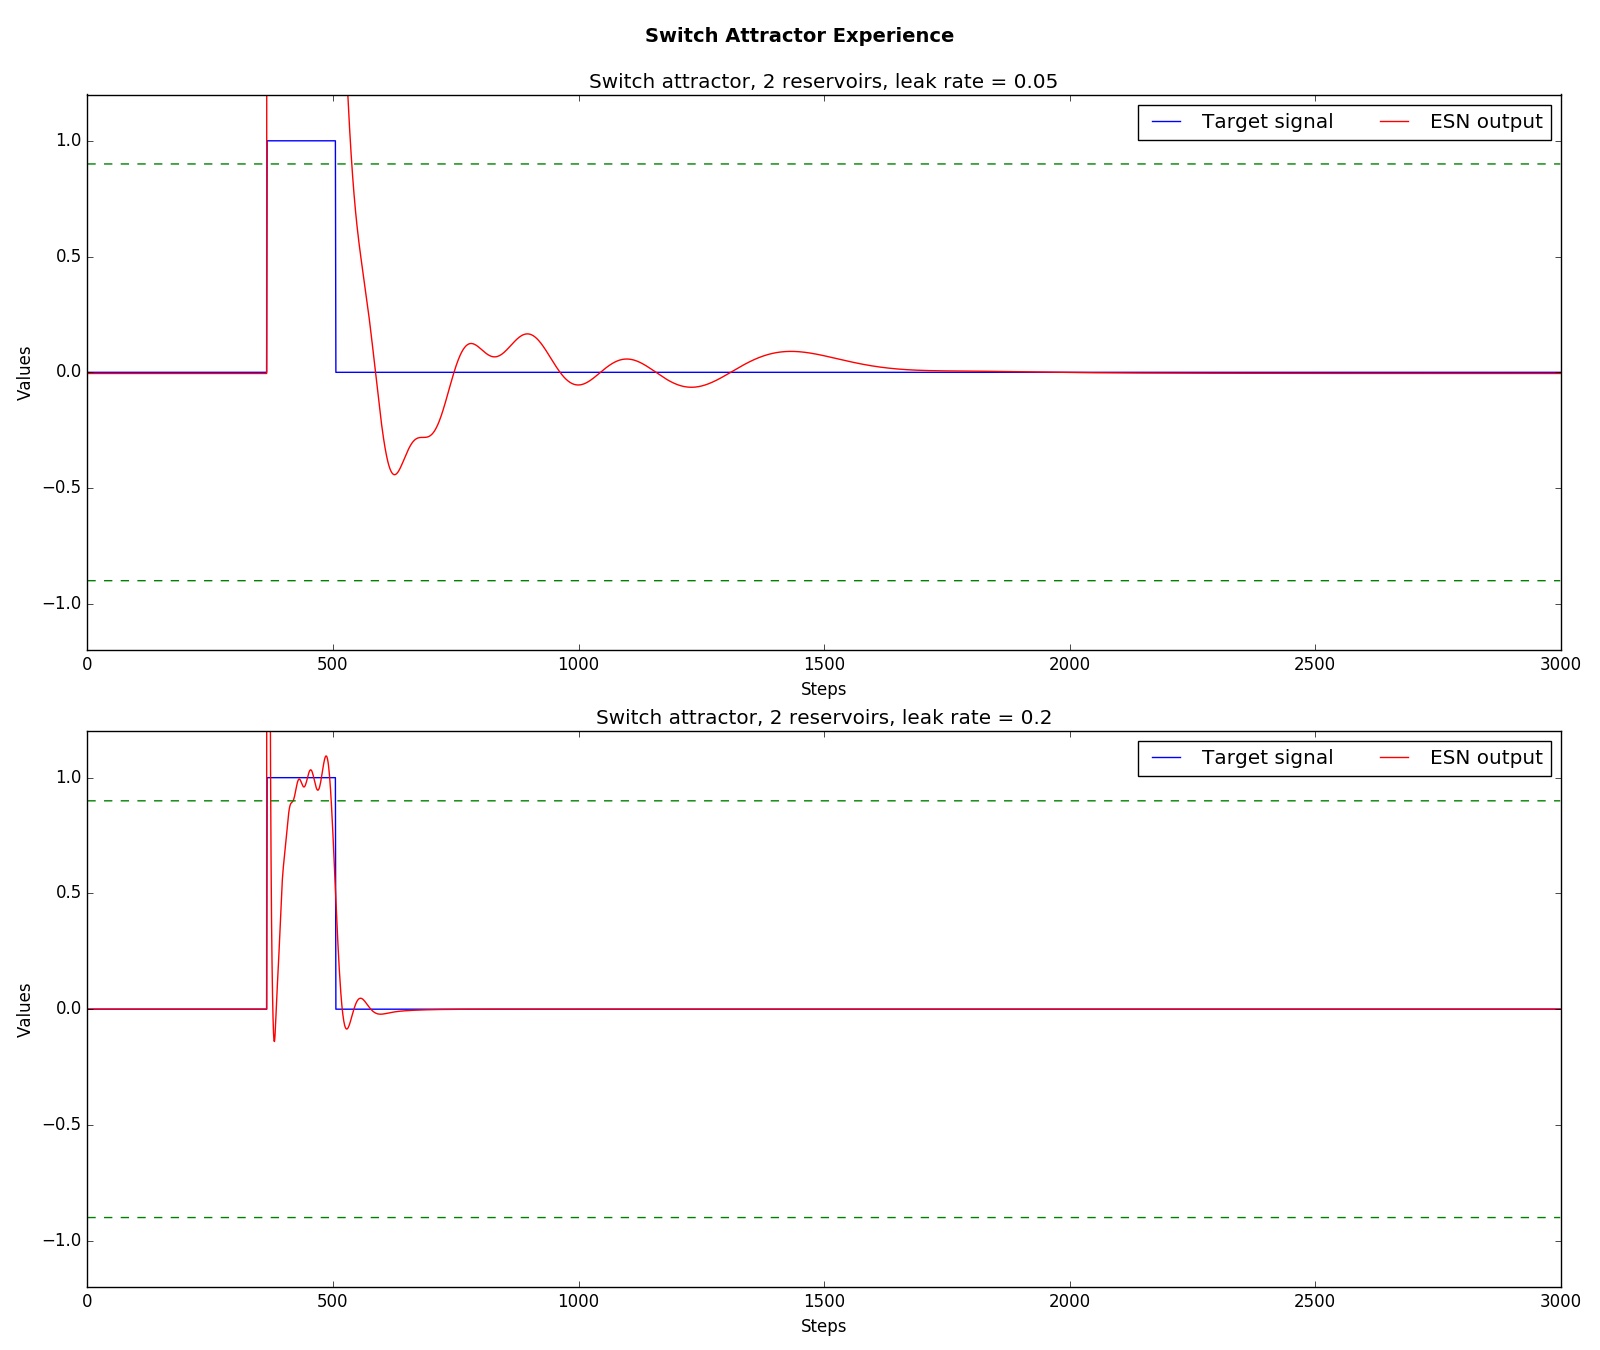 Switch Attractor Experience
Switch attractor, 2 reservoirs, leak rate = 0.05
Target signal ESN output
1.0
0.5
0.0
−0.5
−1.0
Values
0 500 1000 1500 2000 2500 3000
Steps
Switch attractor, 2 reservoirs, leak rate = 0.2
Target signal ESN output
1.0
0.5
0.0
−0.5
−1.0
Values
0 500 1000 1500 2000 2500 3000
Steps